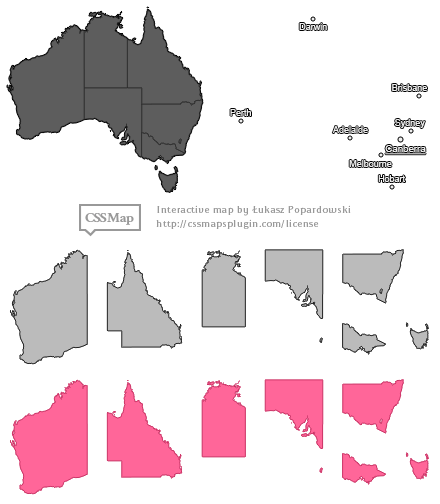 Darwin
Brisbane
Perth
Sydney
Adelaide
Canberra
Melbourne
Hobart
CSSMap
Interactive map by Łukasz Popardowski
http://cssmapsplugin.com/license